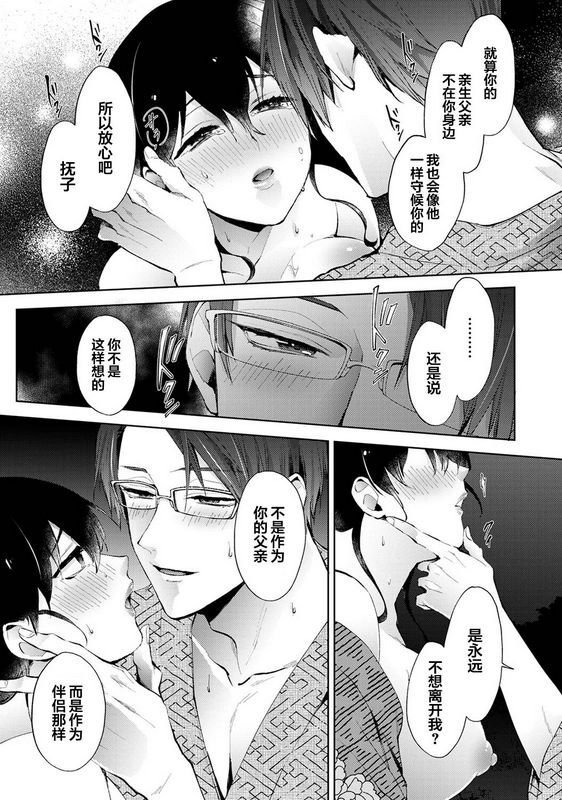 就算你的
亲生父亲
不在你身边
我也会像他
一样守候你的
所以放心吧
抚子
………
还是说
你不是
这样想的
是永远
不想离开我？
不是作为
你的父亲
而是作为
伴侣那样